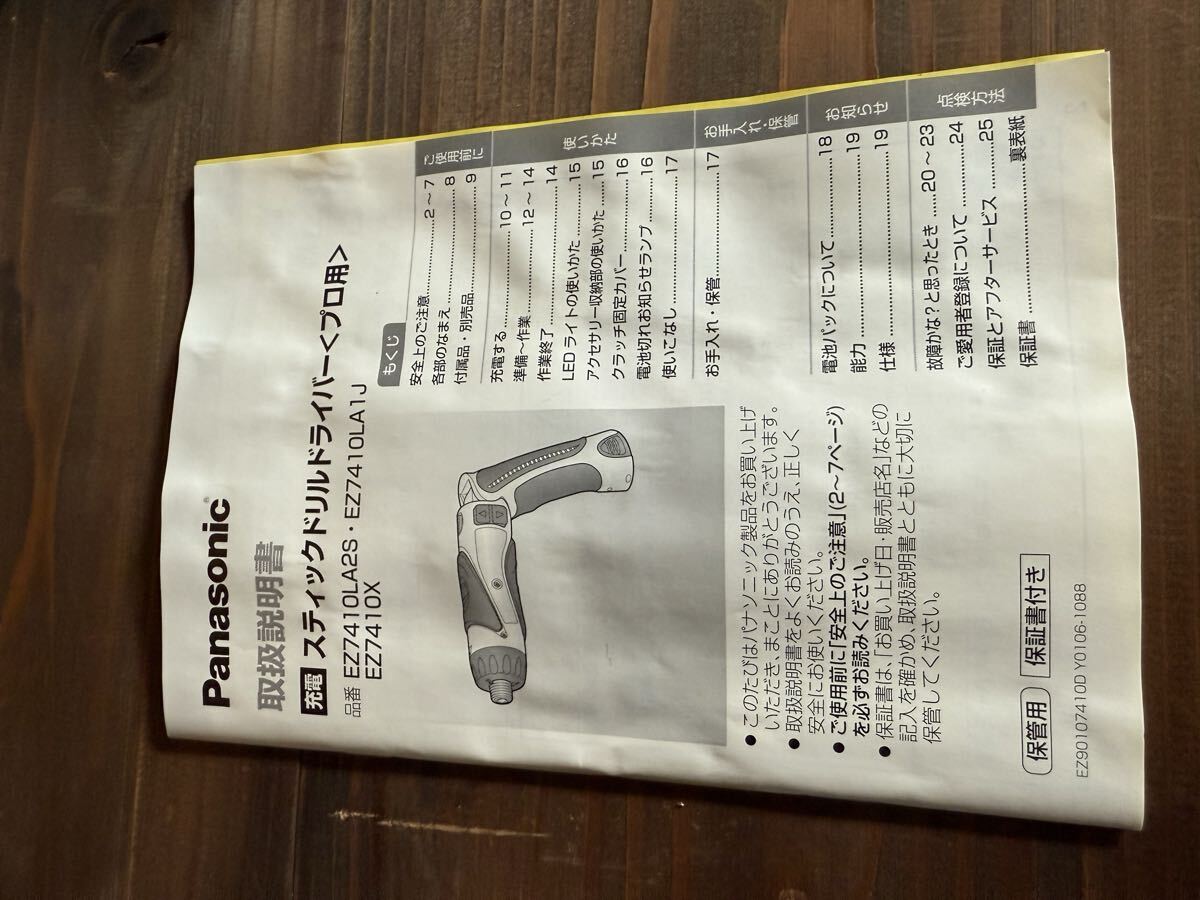 Panasonic®
取扱説明書
充電 スティックドリルドライバー<プロ用>
品番 EZ7410LA2S・EZ7410LA1J
EZ7410X
もくじ
ご使用前に
安全上のご注意..........2～7
各部のなまえ..........8
付属品・別売品..........9
使いかた
充電する..........10～11
準備～作業..........12～14
作業終了..........14
LEDライトの使いかた..........15
アクセサリー収納部の使いかた..........15
クラッチ固定カバー..........16
電池切れお知らせランプ..........16
使いこなし..........17
お手入れ・保管
お手入れ・保管..........17
お知らせ
電池パックについて..........18
能力..........19
仕様..........19
点検方法
故障かな?と思ったとき..........20～23
ご愛用者登録について..........24
保証とアフターサービス..........25
保証書..........裏表紙
●このたびはパナソニック製品をお買い上げ
いただき、まことにありがとうございます。
●取扱説明書をよくお読みのうえ、正しく
安全にお使いください。
●ご使用前に「安全上のご注意」(2～7ページ)
を必ずお読みください。
●保証書は、「お買い上げ日・販売店名」などの
記入を確かめ、取扱説明書とともに大切に
保管してください。
保管用 保証書付き
EZ90107410D Y0106-1088